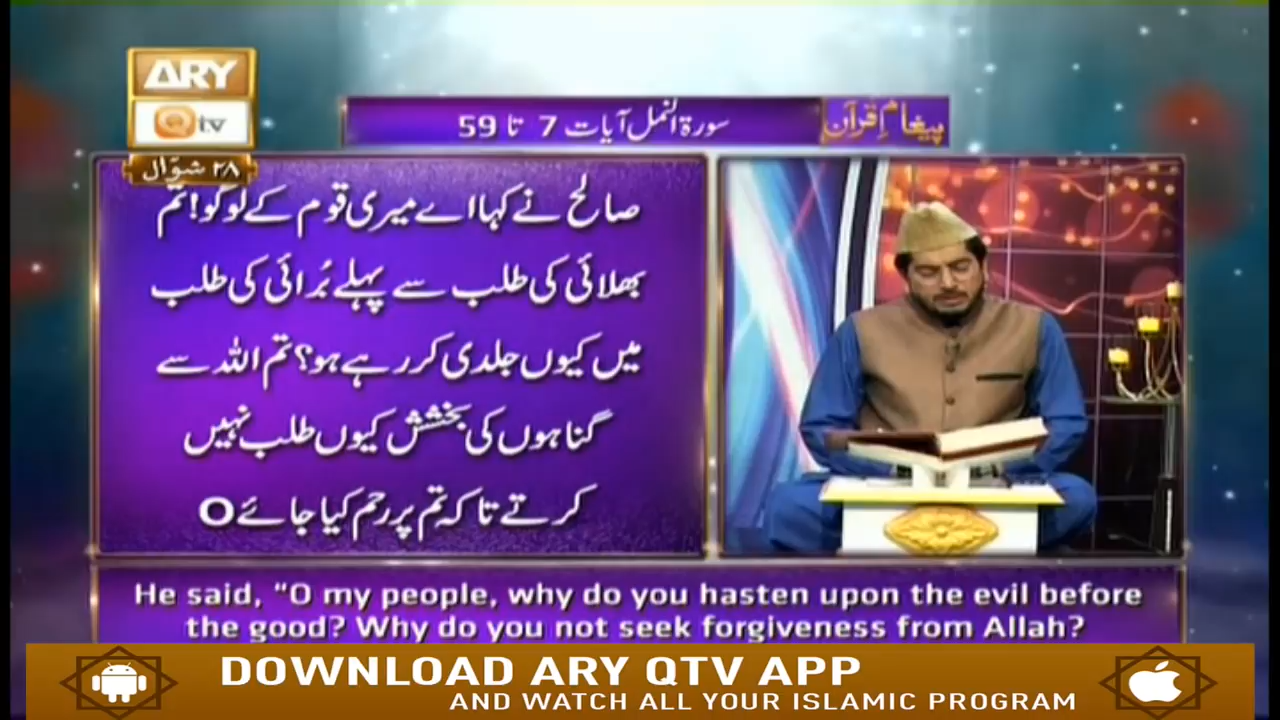 ARY
Qtv
۲۸ شوّال
پیغامِ قرآن
سورۃ النمل آیات 7 تا 59
صالح نے کہا اے میری قوم کے لوگو! تم
بھلائی کی طلب سے پہلے بُرائی کی طلب
میں کیوں جلدی کر رہے ہو؟ تم اللہ سے
گناہوں کی بخشش کیوں طلب نہیں
کرتے تاکہ تم پر رحم کیا جائے O
He said, "O my people, why do you hasten upon the evil before
the good? Why do you not seek forgiveness from Allah?
DOWNLOAD ARY QTV APP
AND WATCH ALL YOUR ISLAMIC PROGRAM